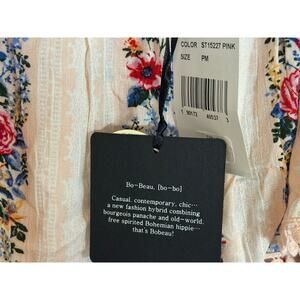 COLOR ST15227 PINK
SIZE PM
Bo-Beau, [bo-bo]
Casual, contemporary, chic...
a new fashion hybrid combining
bourgeois panache and old-world,
free spirited Bohemian hippie...
that's Bobeau!